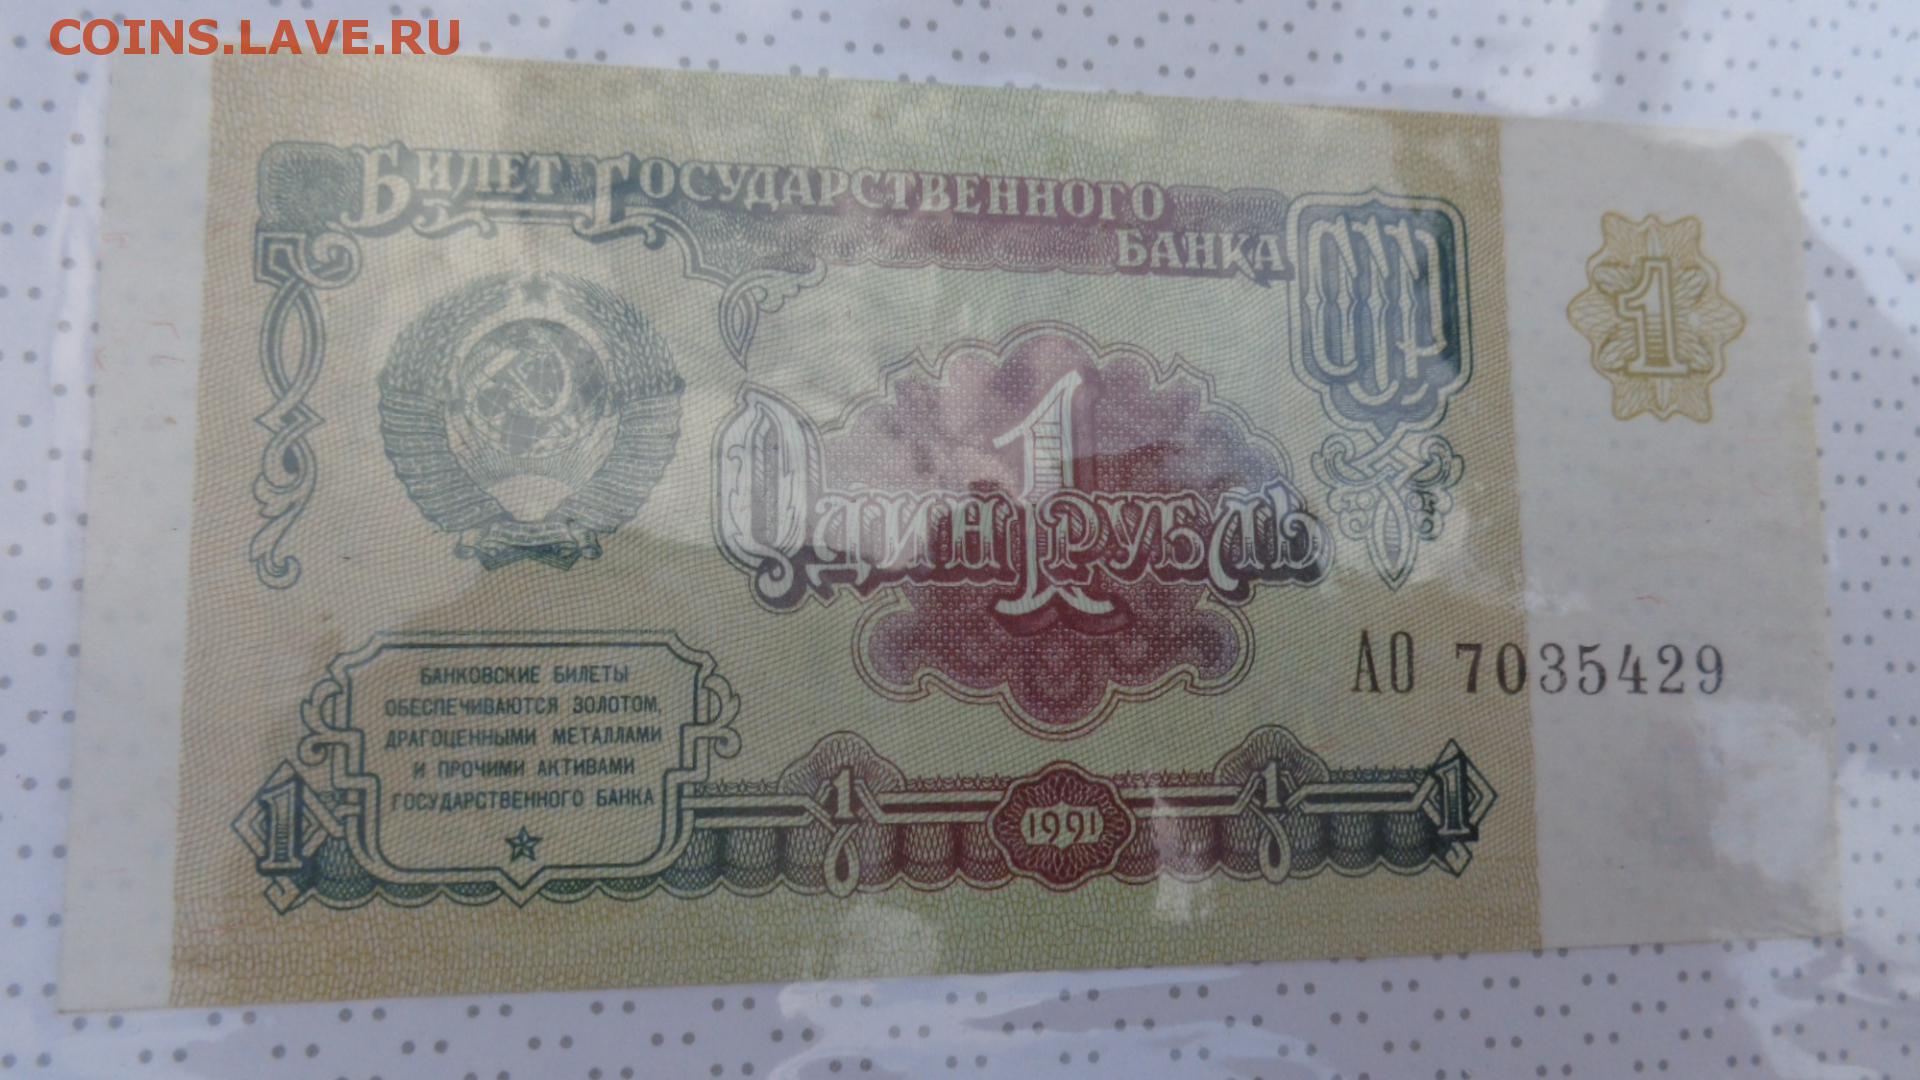 COINS.LAVE.RU
БИЛЕТ ГОСУДАРСТВЕННОГО
БАНКА
СССР
1
1
ОДИН РУБЛЬ
АО 7035429
БАНКОВСКИЕ БИЛЕТЫ
ОБЕСПЕЧИВАЮТСЯ ЗОЛОТОМ,
ДРАГОЦЕННЫМИ МЕТАЛЛАМИ
И ПРОЧИМИ АКТИВАМИ
ГОСУДАРСТВЕННОГО БАНКА
1 1 1991 1 1